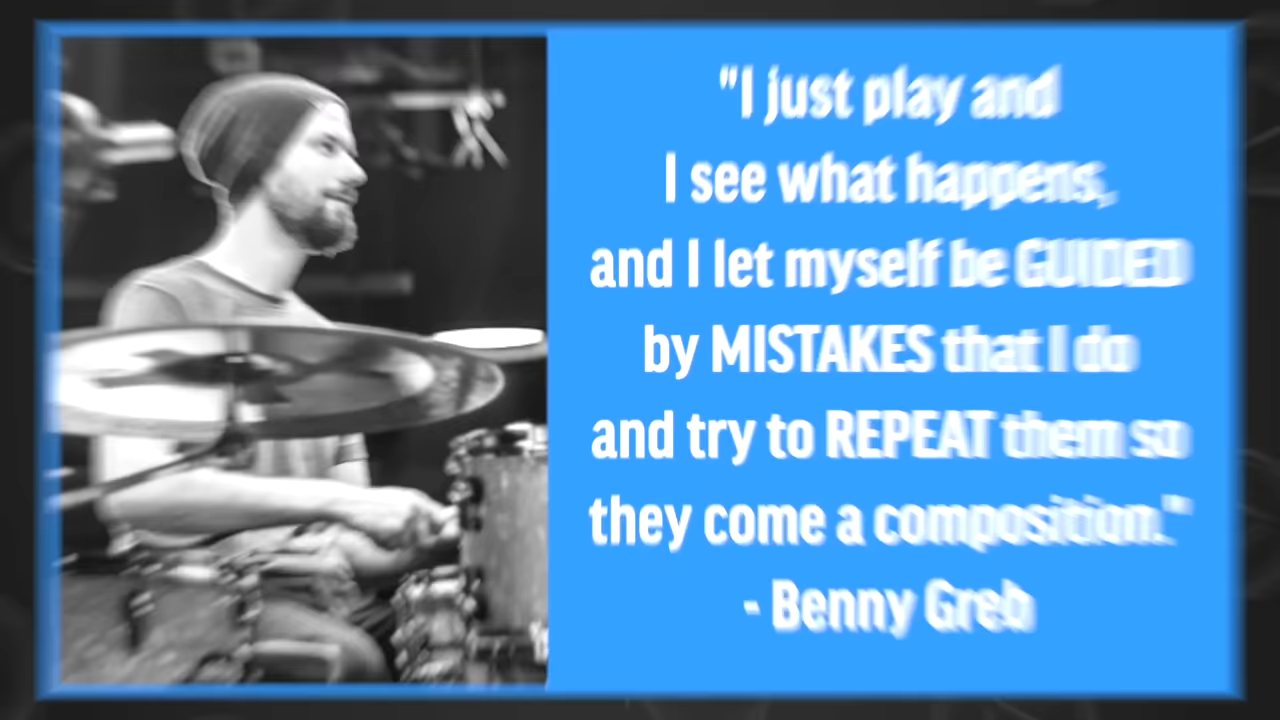 "I just play and
I see what happens,
and I let myself be GUIDED
by MISTAKES that I do
and try to REPEAT them so
they come a composition."
- Benny Greb